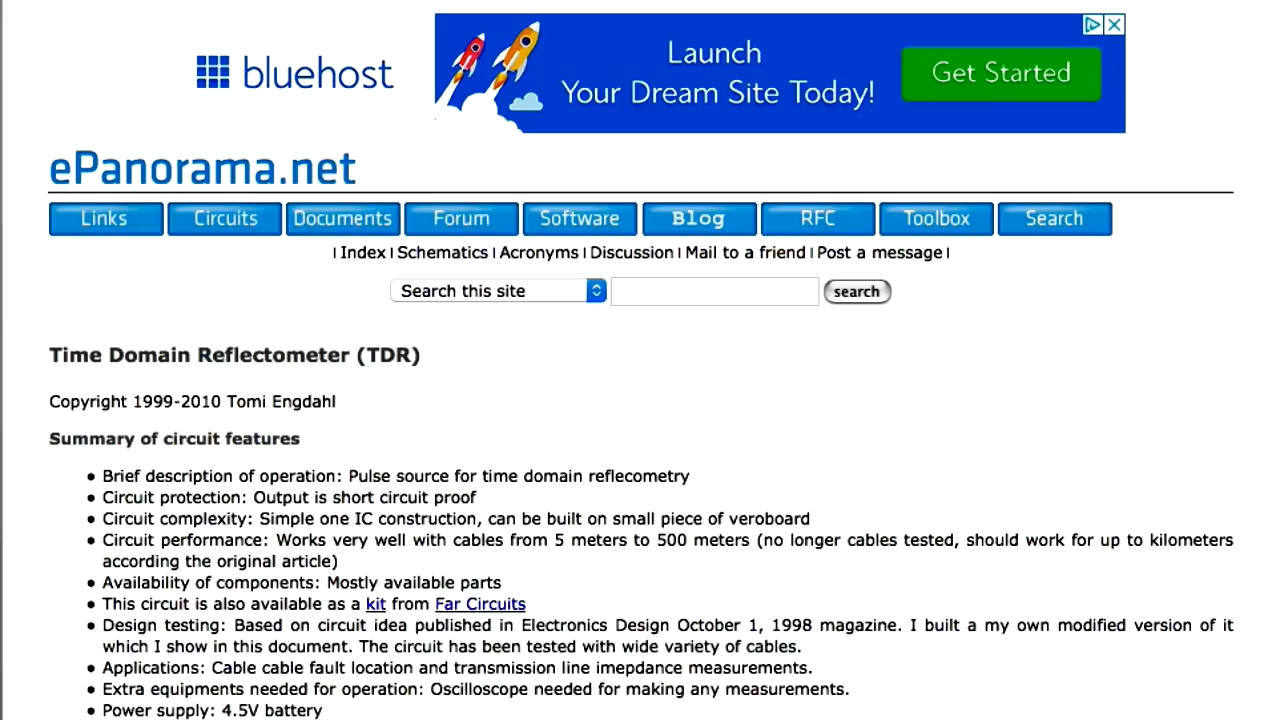 bluehost
Launch
Your Dream Site Today!
Get Started
ePanorama.net
Links Circuits Documents Forum Software Blog RFC Toolbox Search
| Index | Schematics | Acronyms | Discussion | Mail to a friend | Post a message |
Search this site search
Time Domain Reflectometer (TDR)
Copyright 1999-2010 Tomi Engdahl
Summary of circuit features
• Brief description of operation: Pulse source for time domain reflecometry
• Circuit protection: Output is short circuit proof
• Circuit complexity: Simple one IC construction, can be built on small piece of veroboard
• Circuit performance: Works very well with cables from 5 meters to 500 meters (no longer cables tested, should work for up to kilometers
according the original article)
• Availability of components: Mostly available parts
• This circuit is also available as a kit from Far Circuits
• Design testing: Based on circuit idea published in Electronics Design October 1, 1998 magazine. I built a my own modified version of it
which I show in this document. The circuit has been tested with wide variety of cables.
• Applications: Cable cable fault location and transmission line imepdance measurements.
• Extra equipments needed for operation: Oscilloscope needed for making any measurements.
• Power supply: 4.5V battery